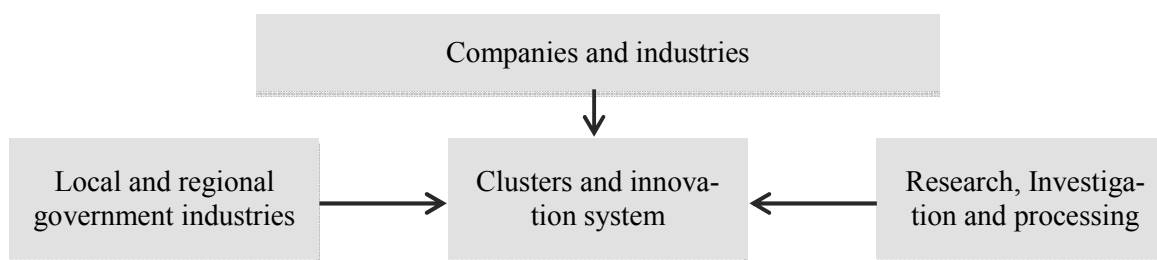 Companies and industries
Local and regional
government industries
Clusters and innova-
tion system
Research, Investiga-
tion and processing